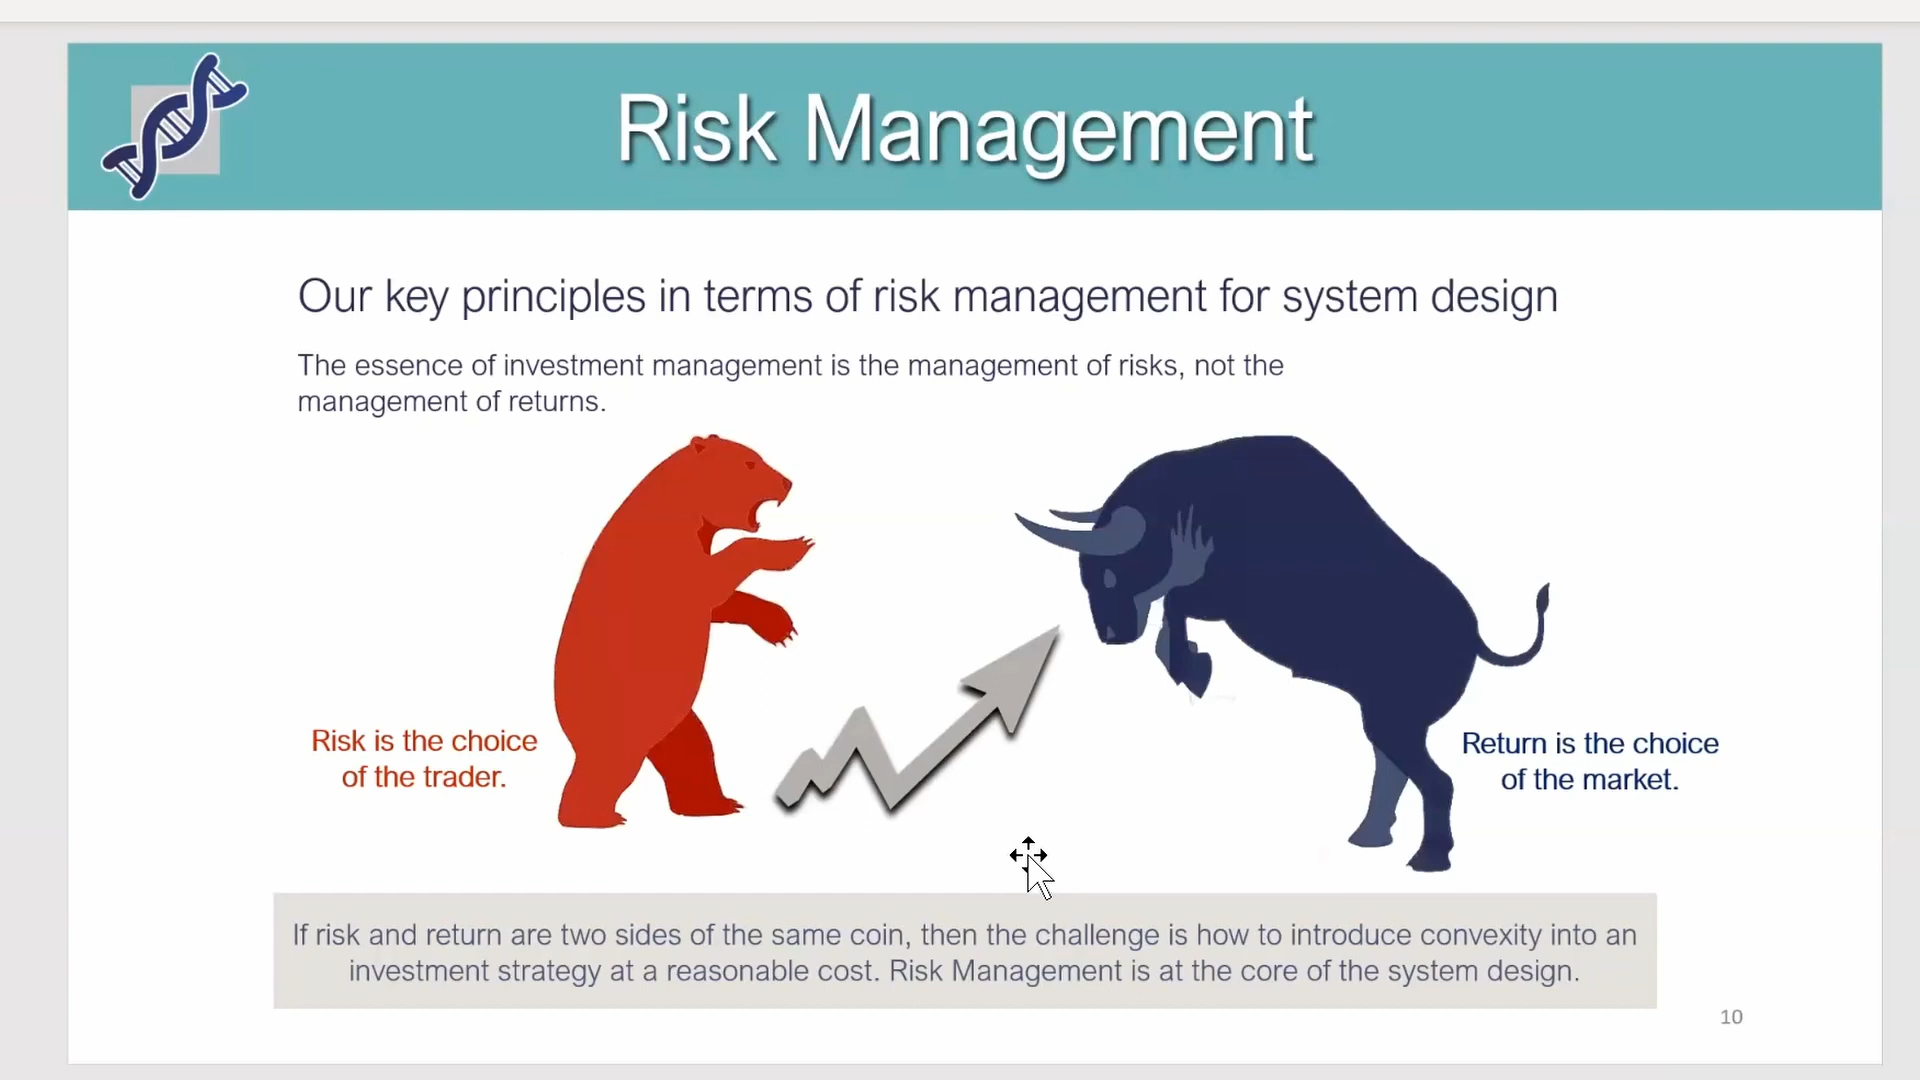 Risk Management
Our key principles in terms of risk management for system design
The essence of investment management is the management of risks, not the
management of returns.
Risk is the choice
of the trader.
Return is the choice
of the market.
If risk and return are two sides of the same coin, then the challenge is how to introduce convexity into an
investment strategy at a reasonable cost. Risk Management is at the core of the system design.
10